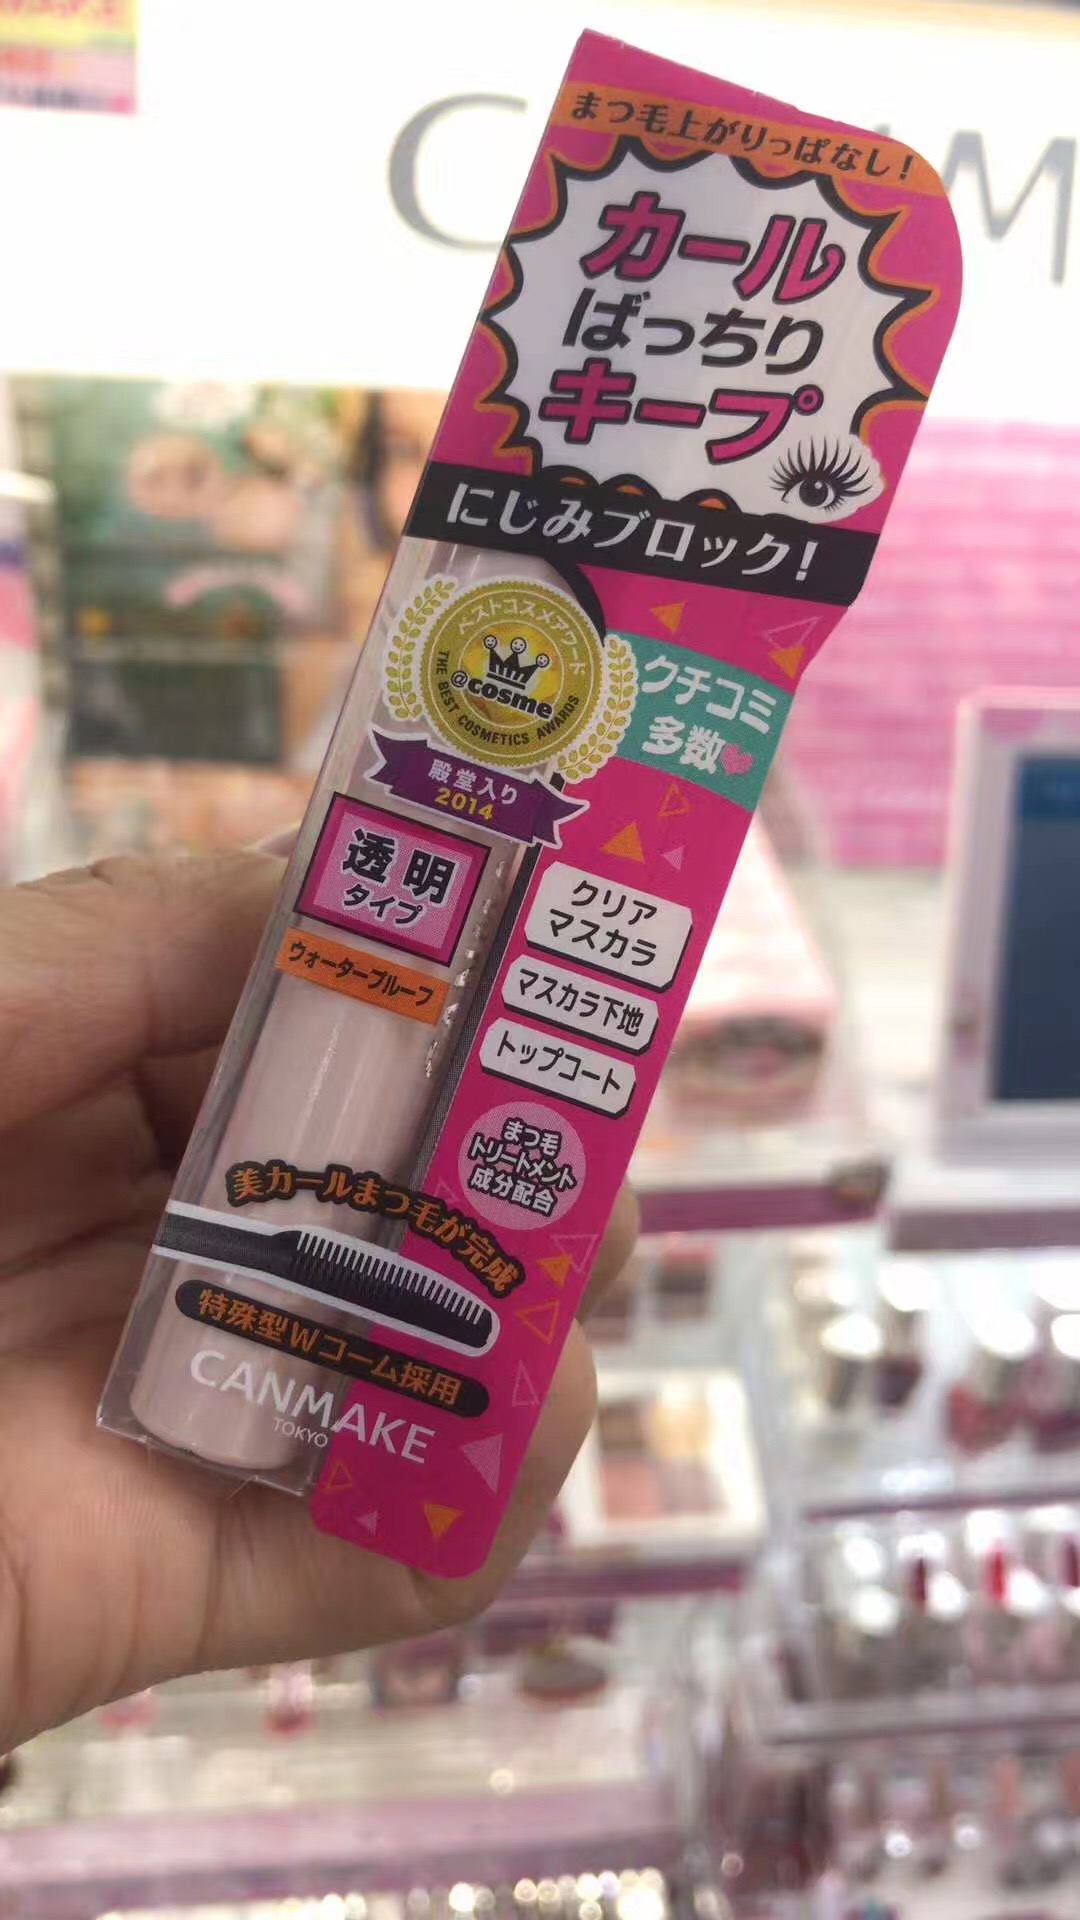 まつ毛上がりっぱなし!
カール
ばっちり
キープ
にじみブロック!
ベストコスメアワード
@cosme
THE BEST COSMETICS AWARDS
殿堂入り
2014
クチコミ
多数
透明
タイプ
ウォータープルーフ
クリア
マスカラ
マスカラ下地
トップコート
まつ毛
トリートメント
成分配合
美カールまつ毛が完成
特殊型Wコーム採用
CANMAKE
TOKYO
C
M